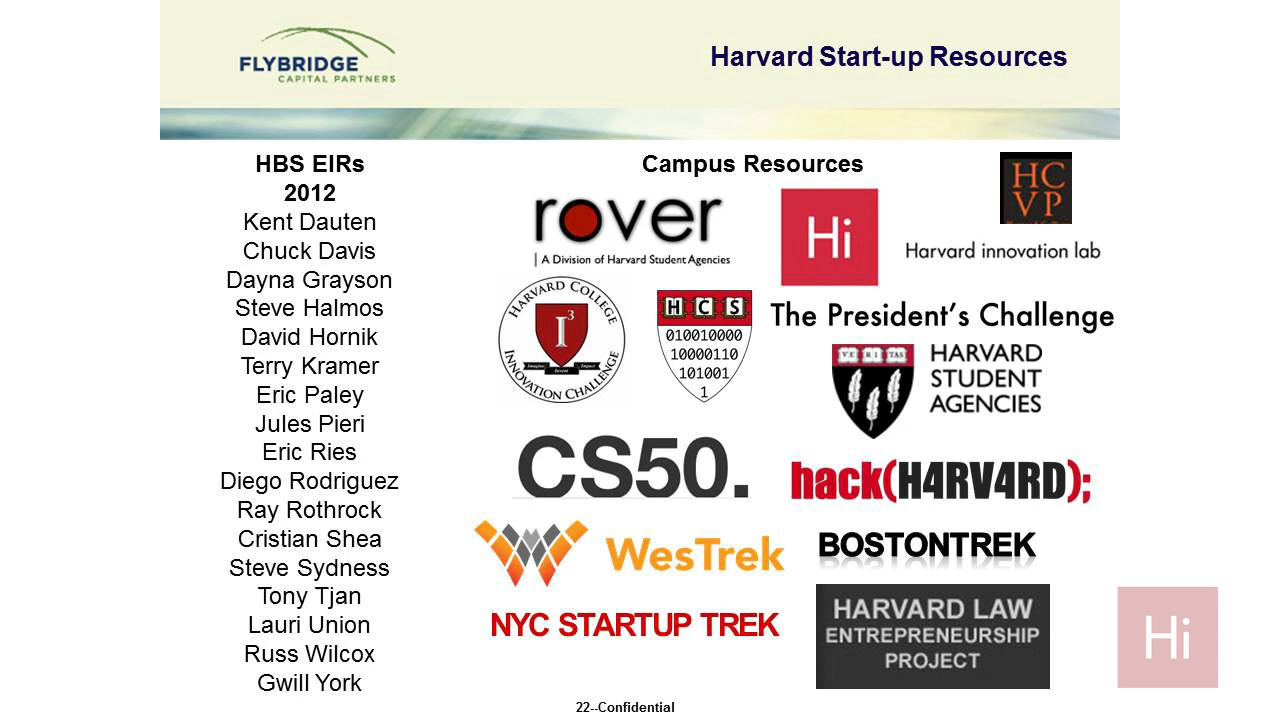 FLYBRIDGE
CAPITAL PARTNERS
Harvard Start-up Resources
HBS EIRs
2012
Kent Dauten
Chuck Davis
Dayna Grayson
Steve Halmos
David Hornik
Terry Kramer
Eric Paley
Jules Pieri
Eric Ries
Diego Rodriguez
Ray Rothrock
Cristian Shea
Steve Sydness
Tony Tjan
Lauri Union
Russ Wilcox
Gwill York
Campus Resources
rover
A Division of Harvard Student Agencies
Hi
HC
VP
Harvard innovation lab
HARVARD COLLEGE
I3
Imagine Invent Impact
INNOVATION CHALLENGE
HCS
010010000
10000110
101001
1
The President's Challenge
VE RI TAS
HARVARD
STUDENT
AGENCIES
CS50.
hack(H4RV4RD);
WesTrek
BOSTONTREK
NYC STARTUP TREK
HARVARD LAW
ENTREPRENEURSHIP
PROJECT
Hi
22--Confidential